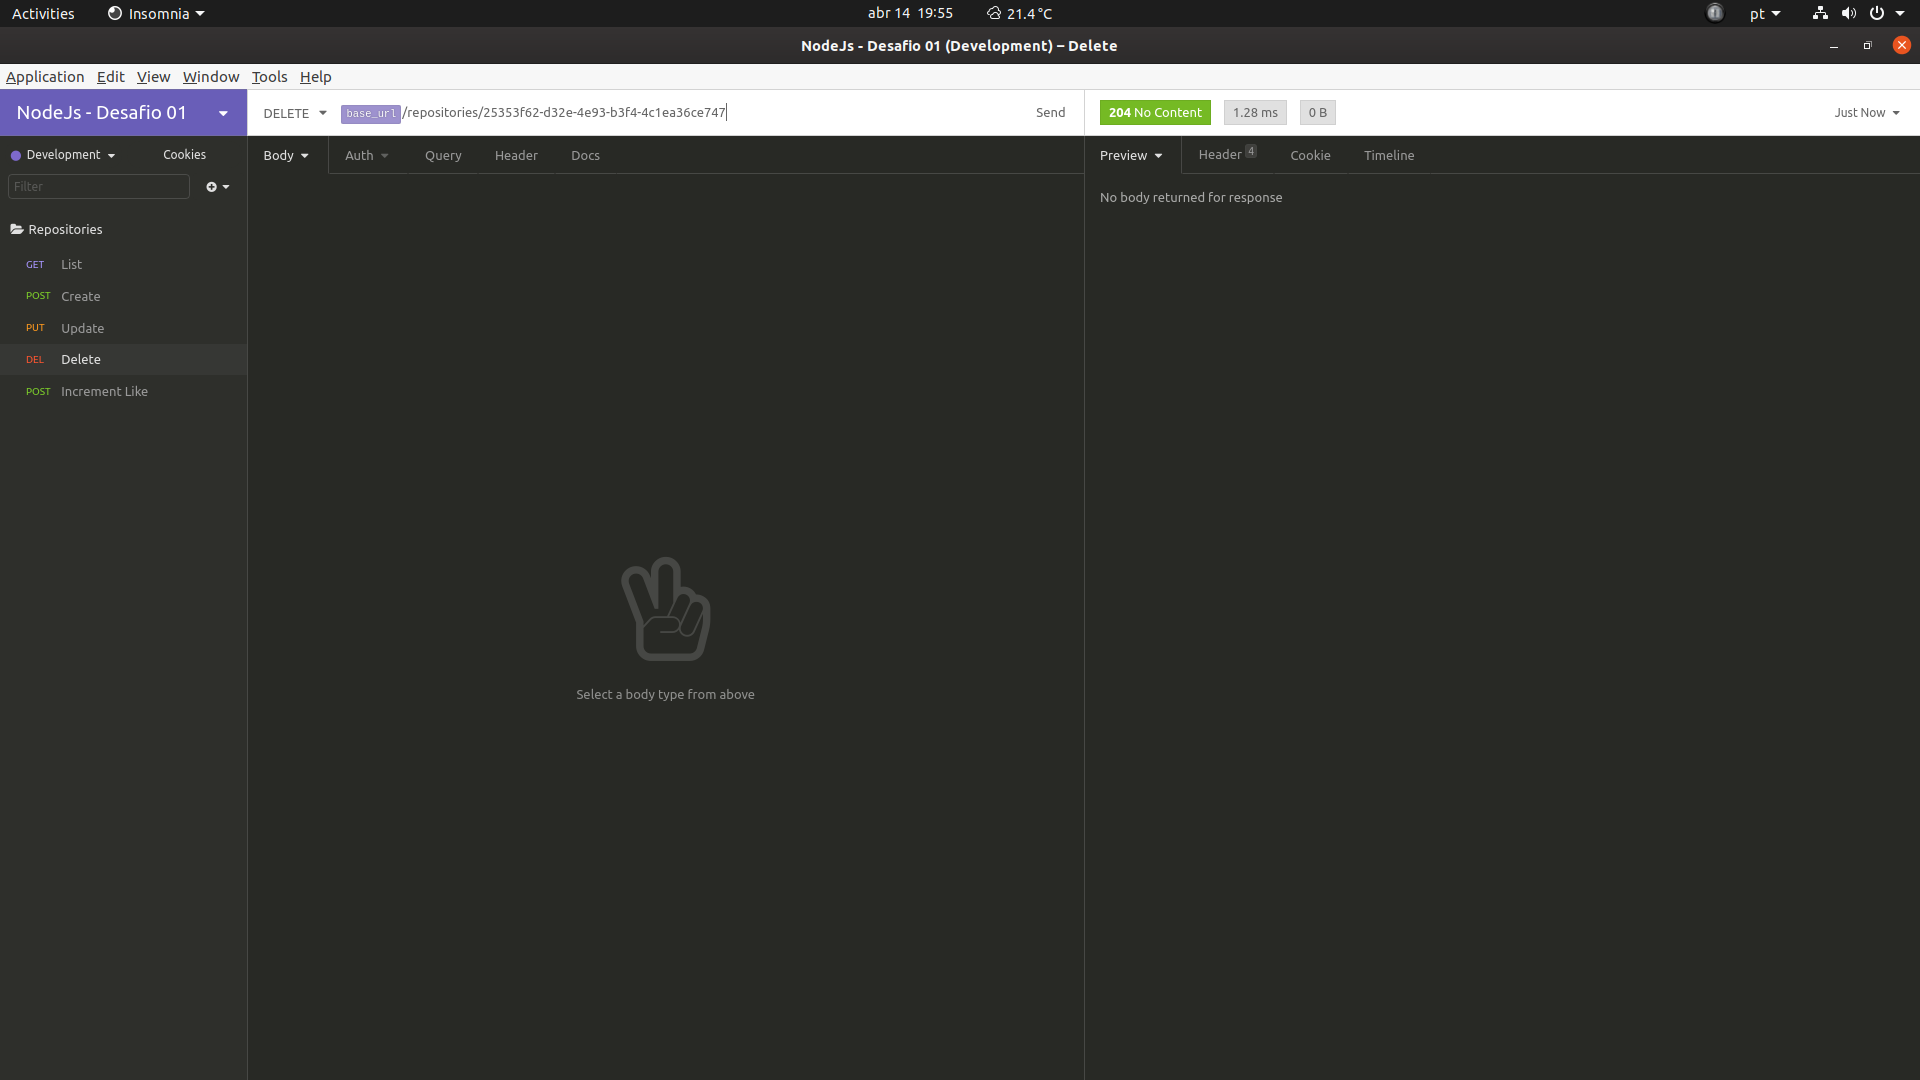 Activities Insomnia abr 14 19:55 21.4 °C pt
NodeJs - Desafio 01 (Development) – Delete
Application Edit View Window Tools Help
NodeJs - Desafio 01 DELETE base_url/repositories/25353f62-d32e-4e93-b3f4-4c1ea36ce747 Send 204 No Content 1.28 ms 0 B Just Now
Development Cookies Body Auth Query Header Docs Preview Header 4 Cookie Timeline
Filter
No body returned for response
Repositories
GET List
POST Create
PUT Update
DEL Delete
POST Increment Like
Select a body type from above